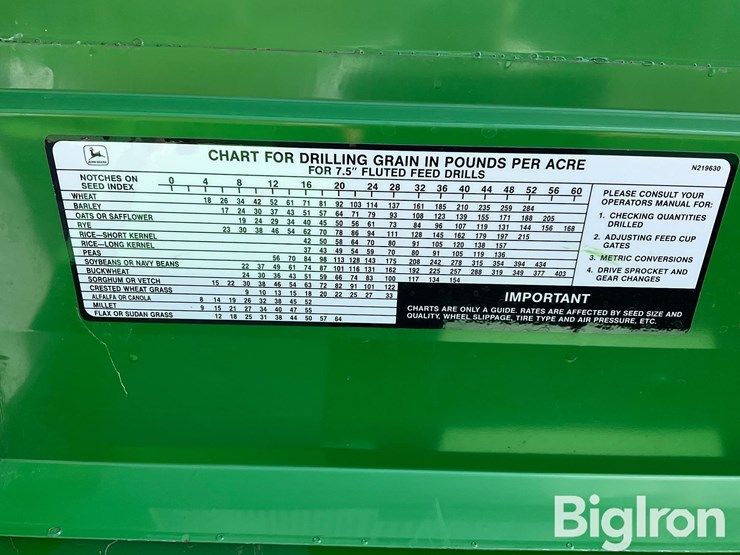 JOHN DEERE
CHART FOR DRILLING GRAIN IN POUNDS PER ACRE
FOR 7.5" FLUTED FEED DRILLS
N219630
NOTCHES ON
SEED INDEX
0 4 8 12 16 20 24 28 32 36 40 44 48 52 56 60
WHEAT 18 26 34 42 52 61 71 81 92 103 114 137 161 185 210 235 259 284
BARLEY 17 24 30 37 43 51 57 64 71 79 93 108 123 139 155 171 188 205
OATS OR SAFFLOWER 19 24 29 34 40 45 50 56 61 73 84 96 107 119 131 144 156 168
RYE 23 30 38 46 54 62 70 78 86 94 111 128 145 162 179 197 215
RICE–SHORT KERNEL 42 50 58 64 70 81 91 105 120 138 157
RICE–LONG KERNEL 37 43 49 54 59 70 80 91 105 119 136
PEAS 56 70 84 98 113 128 143 175 208 242 278 315 354 394 434
SOYBEANS OR NAVY BEANS 22 37 49 61 74 87 101 116 131 162 192 225 257 288 319 349 377 403
BUCKWHEAT 24 30 36 43 51 59 66 74 83 100 117 134 154
SORGHUM OR VETCH 15 22 30 38 46 54 63 72 82 91 101 122
CRESTED WHEAT GRASS 9 10 13 15 18 20 22 25 27 33
ALFALFA OR CANOLA 8 14 19 26 32 38 45 52
MILLET 9 15 21 27 34 40 47 55
FLAX OR SUDAN GRASS 12 18 25 31 38 44 50 57 64
PLEASE CONSULT YOUR
OPERATORS MANUAL FOR:
1. CHECKING QUANTITIES
DRILLED
2. ADJUSTING FEED CUP
GATES
3. METRIC CONVERSIONS
4. DRIVE SPROCKET AND
GEAR CHANGES
IMPORTANT
CHARTS ARE ONLY A GUIDE. RATES ARE AFFECTED BY SEED SIZE AND
QUALITY, WHEEL SLIPPAGE, TIRE TYPE AND AIR PRESSURE, ETC.
BigIron